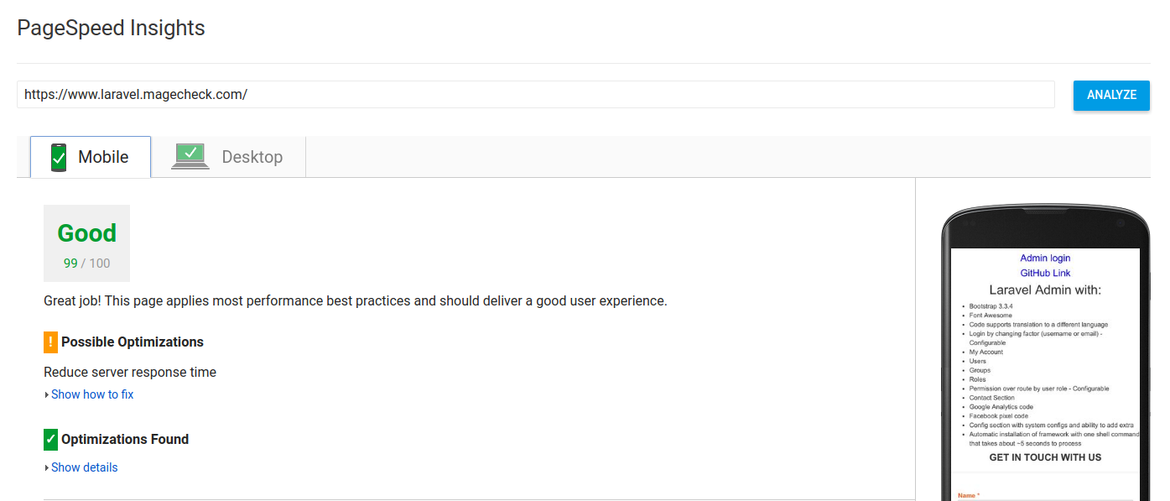 PageSpeed Insights
https://www.laravel.magecheck.com/
ANALYZE
Mobile
Desktop
Good
99 / 100
Great job! This page applies most performance best practices and should deliver a good user experience.
! Possible Optimizations
Reduce server response time
Show how to fix
Optimizations Found
Show details
Admin login
GitHub Link
Laravel Admin with:
• Bootstrap 3.3.4
• Font Awesome
• Code supports translation to a different language
• Login by changing factor (username or email) -
Configurable
• My Account
• Users
• Groups
• Roles
• Permission over route by user role - Configurable
• Contact Section
• Google Analytics code
• Facebook pixel code
• Config section with system configs and ability to add extra
• Automatic installation of framework with one shell command
that takes about ~5 seconds to process
GET IN TOUCH WITH US
Name *